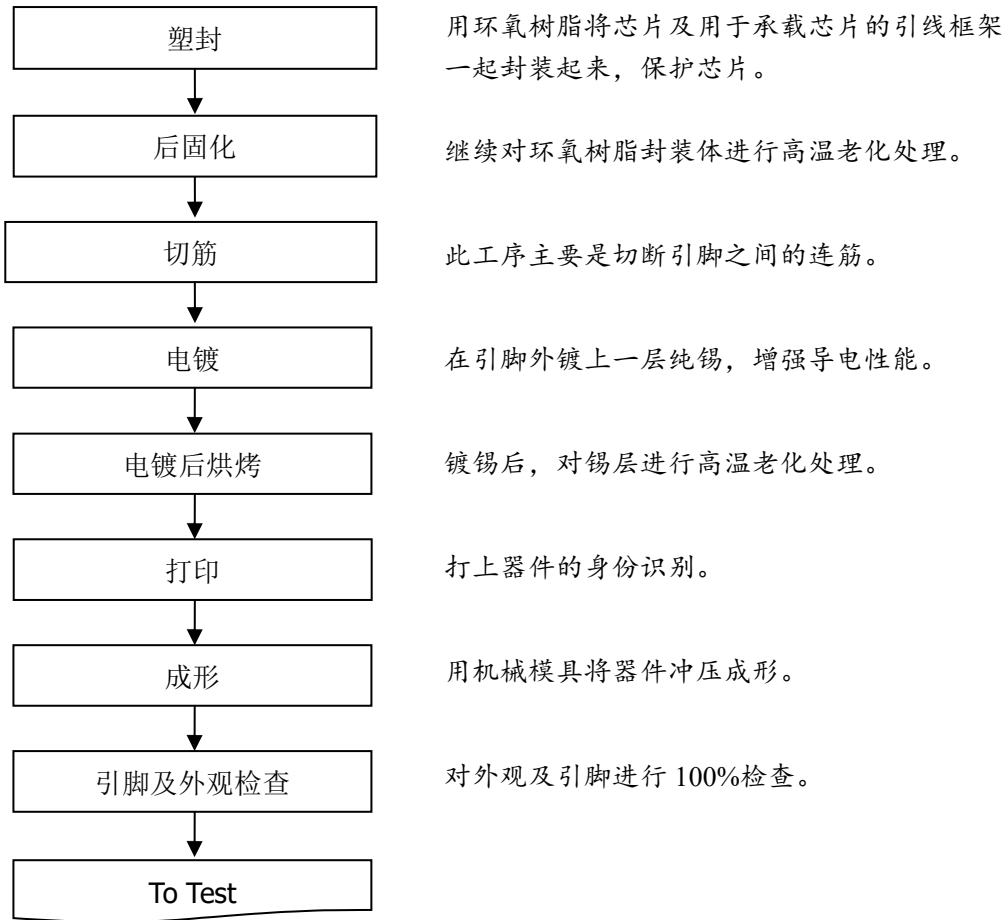 塑封
用环氧树脂将芯片及用于承载芯片的引线框架
一起封装起来，保护芯片。
后固化
继续对环氧树脂封装体进行高温老化处理。
切筋
此工序主要是切断引脚之间的连筋。
电镀
在引脚外镀上一层纯锡，增强导电性能。
电镀后烘烤
镀锡后，对锡层进行高温老化处理。
打印
打上器件的身份识别。
成形
用机械模具将器件冲压成形。
引脚及外观检查
对外观及引脚进行 100%检查。
To Test